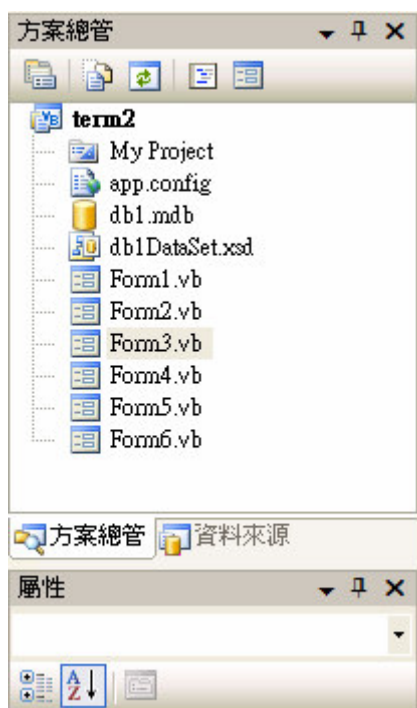 方案總管
term2
My Project
app.config
db1.mdb
db1DataSet.xsd
Form1.vb
Form2.vb
Form3.vb
Form4.vb
Form5.vb
Form6.vb
方案總管 資料來源
屬性